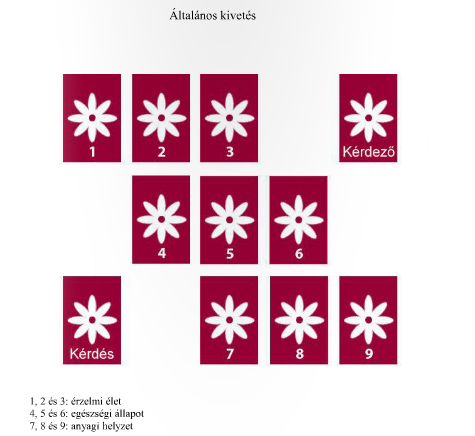 Általános kivetés
1
2
3
Kérdező
4
5
6
Kérdés
7
8
9
1, 2 és 3: érzelmi élet
4, 5 és 6: egészségi állapot
7, 8 és 9: anyagi helyzet